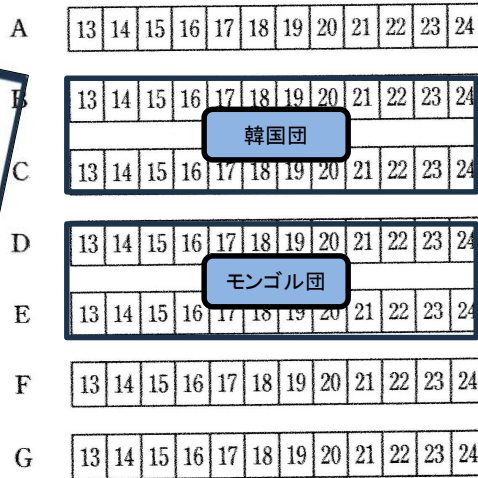 A 13 14 15 16 17 18 19 20 21 22 23 24
B 13 14 15 16 17 18 19 20 21 22 23 24
韓国団
C 13 14 15 16 17 18 19 20 21 22 23 24
D 13 14 15 16 17 18 19 20 21 22 23 24
モンゴル団
E 13 14 15 16 17 18 19 20 21 22 23 24
F 13 14 15 16 17 18 19 20 21 22 23 24
G 13 14 15 16 17 18 19 20 21 22 23 24